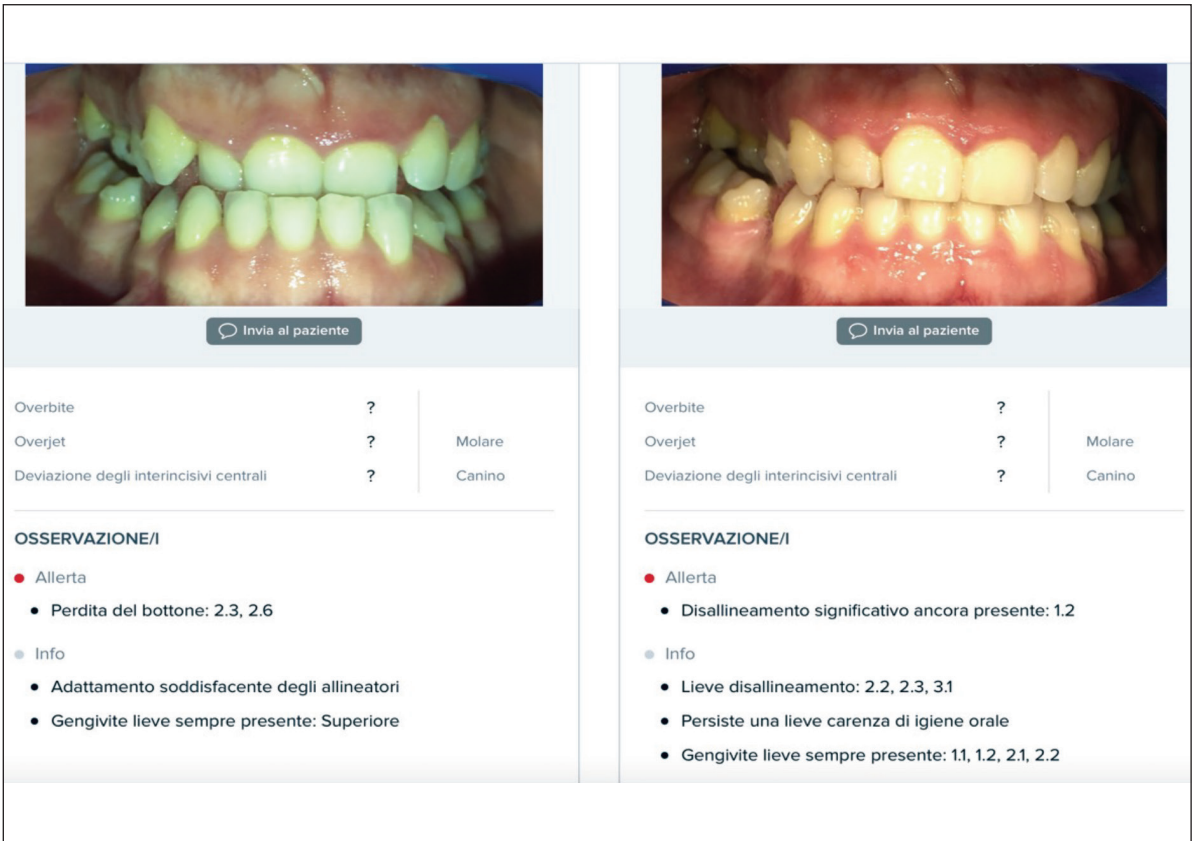 Invia al paziente
Overbite ?
Overjet ? Molare
Deviazione degli interincisivi centrali ? Canino
OSSERVAZIONE/I
Allerta
Perdita del bottone: 2.3, 2.6
Info
Adattamento soddisfacente degli allineatori
Gengivite lieve sempre presente: Superiore
Invia al paziente
Overbite ?
Overjet ? Molare
Deviazione degli interincisivi centrali ? Canino
OSSERVAZIONE/I
Allerta
Disallineamento significativo ancora presente: 1.2
Info
Lieve disallineamento: 2.2, 2.3, 3.1
Persiste una lieve carenza di igiene orale
Gengivite lieve sempre presente: 1.1, 1.2, 2.1, 2.2